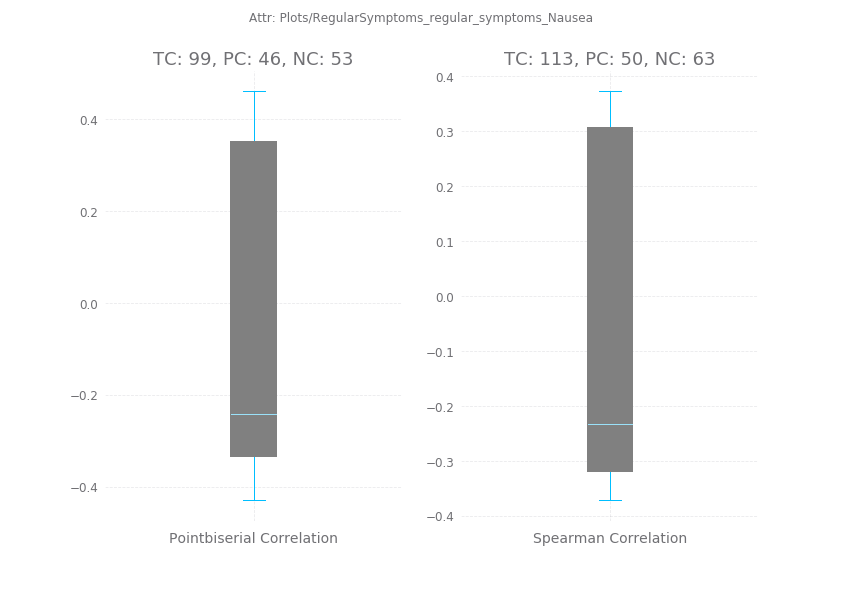 Attr: Plots/RegularSymptoms_regular_symptoms_Nausea
TC: 99, PC: 46, NC: 53
0.4
0.2
0.0
−0.2
−0.4
Pointbiserial Correlation
TC: 113, PC: 50, NC: 63
0.4
0.3
0.2
0.1
0.0
−0.1
−0.2
−0.3
−0.4
Spearman Correlation